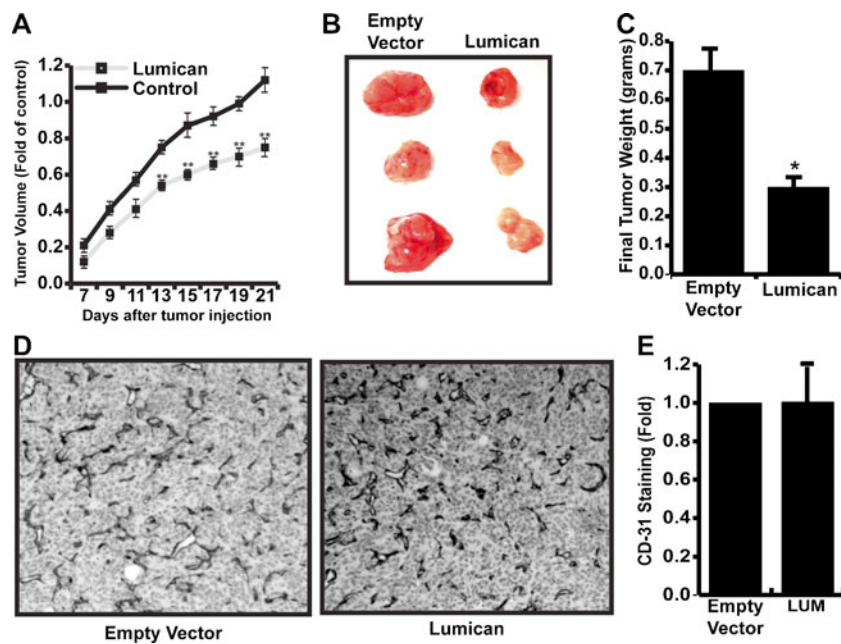 A
Tumor Volume (Fold of control)
1.2
1.0
0.8
0.6
0.4
0.2
0.0
Lumican
Control
**
**
**
**
**
7 9 11 13 15 17 19 21
Days after tumor injection
B
Empty
Vector
Lumican
C
Final Tumor Weight (grams)
0.8
0.7
0.6
0.5
0.4
0.3
0.2
0.1
0.0
*
Empty
Vector
Lumican
D
Empty Vector
Lumican
E
CD-31 Staining (Fold)
1.2
1.0
0.8
0.6
0.4
0.2
0.0
Empty
Vector
LUM